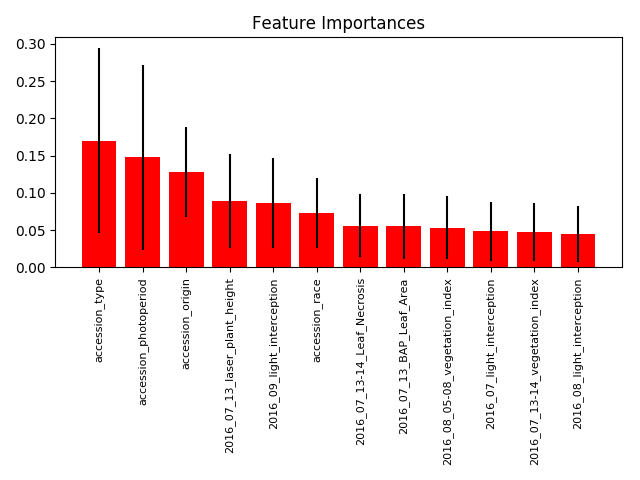 Feature Importances
0.30
0.25
0.20
0.15
0.10
0.05
0.00
accession_type
accession_photoperiod
accession_origin
2016_07_13_laser_plant_height
2016_09_light_interception
accession_race
2016_07_13-14_Leaf_Necrosis
2016_07_13_BAP_Leaf_Area
2016_08_05-08_vegetation_index
2016_07_light_interception
2016_07_13-14_vegetation_index
2016_08_light_interception